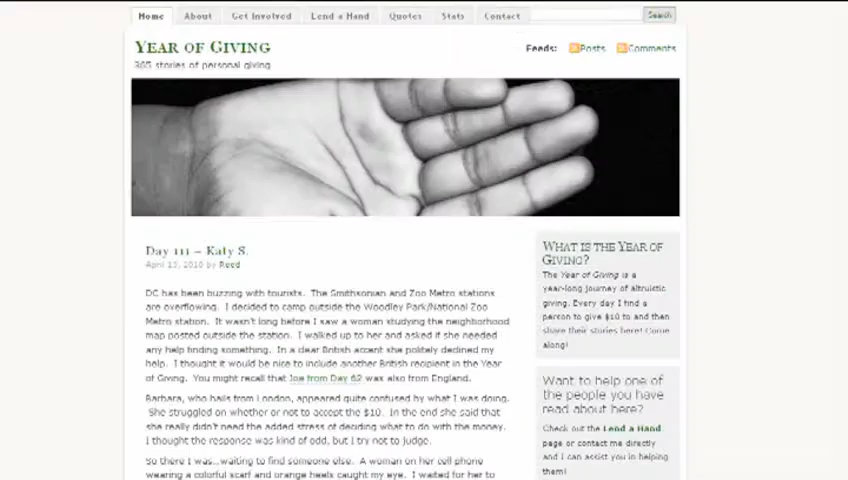 Home About Get Involved Lend a Hand Quotes Stats Contact Search
YEAR OF GIVING
365 stories of personal giving
Feeds: Posts Comments
Day 111 – Katy S.
April 15, 2010 by Reed
DC has been buzzing with tourists. The Smithsonian and Zoo Metro stations
are overflowing. I decided to camp outside the Woodley Park/National Zoo
Metro station. It wasn't long before I saw a woman studying the neighborhood
map posted outside the station. I walked up to her and asked if she needed
any help finding something. In a dear British accent she politely declined my
help. I thought it would be nice to include another British recipient in the Year
of Giving. You might recall that Joe from Day 62 was also from England.
Barbara, who hails from London, appeared quite confused by what I was doing.
She struggled on whether or not to accept the $10. In the end she said that
she really didn't need the added stress of deciding what to do with the money.
I thought the response was kind of odd, but I try not to judge.
So there I was...waiting to find someone else. A woman on her cell phone
wearing a colorful scarf and orange heels caught my eye. I waited for her to
WHAT IS THE YEAR OF
GIVING?
The Year of Giving is a
year-long journey of altruistic
giving. Every day I find a
person to give $10 to and then
share their stories here! Come
along!
Want to help one of
the people you have
read about here?
Check out the Lend a Hand
page or contact me directly
and I can assist you in helping
them!